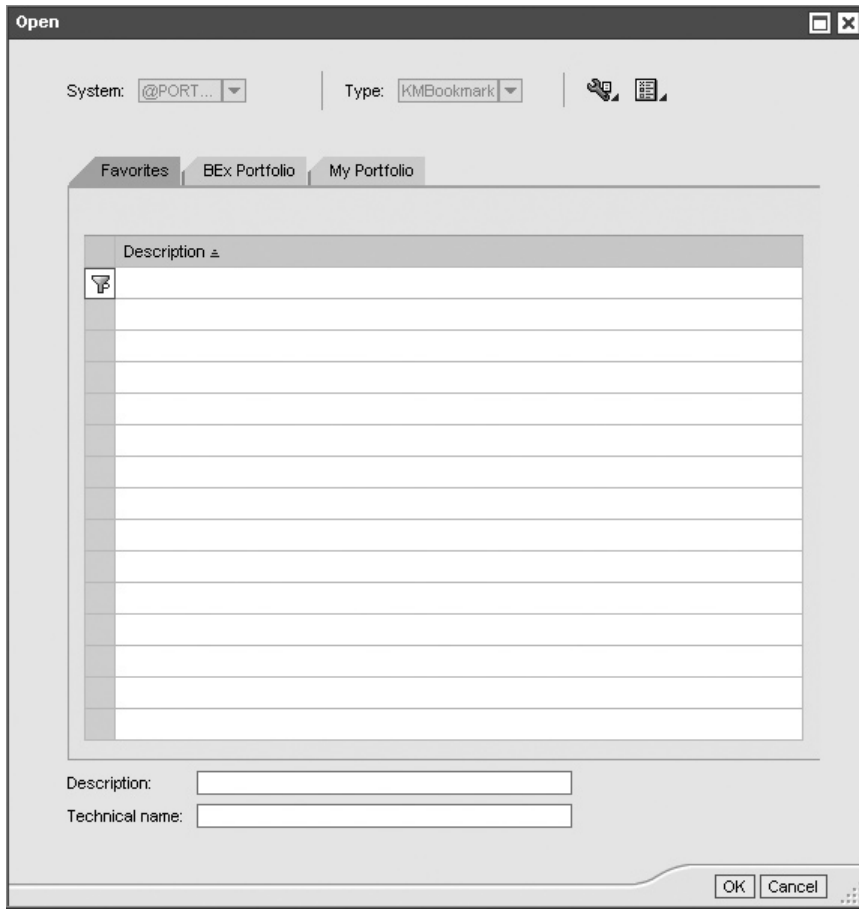 Open
System: @PORT... Type: KMBookmark
Favorites BEx Portfolio My Portfolio
Description
Description:
Technical name:
OK Cancel